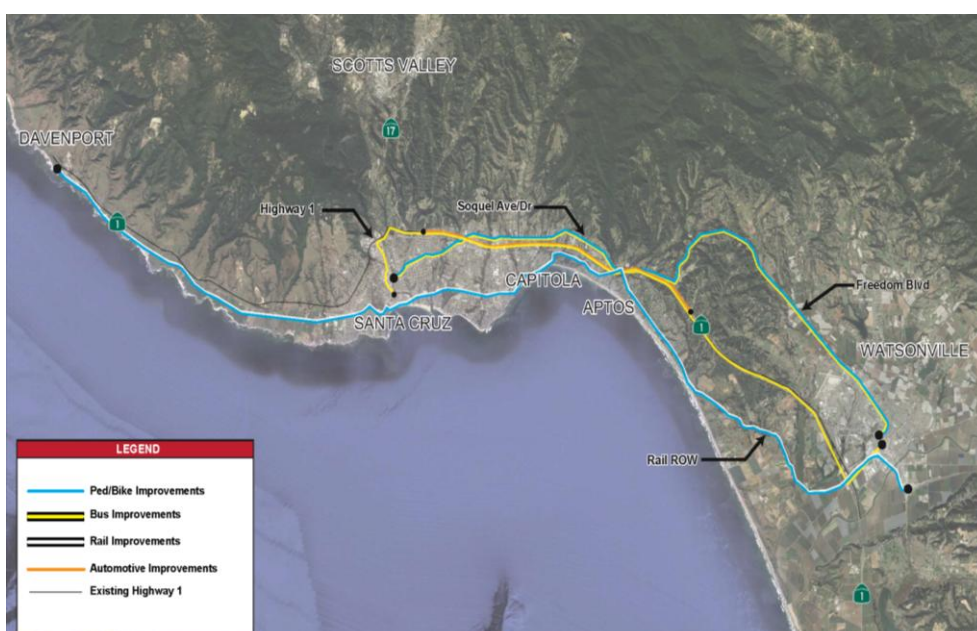 SCOTTS VALLEY
17
DAVENPORT
Highway 1
Soquel Ave/Dr
1
CAPITOLA
Freedom Blvd
APTOS
SANTA CRUZ
1
WATSONVILLE
LEGEND
Rail ROW
Ped/Bike Improvements
Bus Improvements
Rail Improvements
Automotive Improvements
Existing Highway 1
1